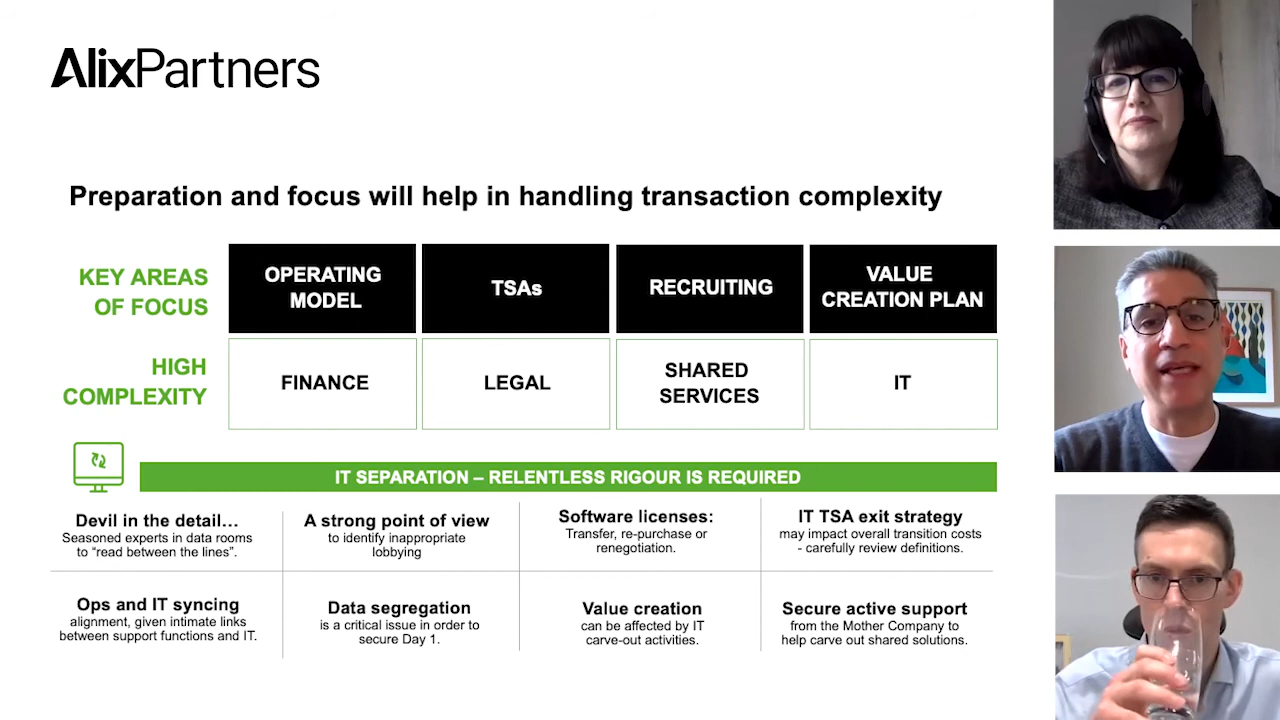 AlixPartners
Preparation and focus will help in handling transaction complexity
KEY AREAS
OF FOCUS
OPERATING
MODEL
TSAs
RECRUITING
VALUE
CREATION PLAN
HIGH
COMPLEXITY
FINANCE
LEGAL
SHARED
SERVICES
IT
IT SEPARATION – RELENTLESS RIGOUR IS REQUIRED
Devil in the detail…
Seasoned experts in data rooms
to “read between the lines”.
A strong point of view
to identify inappropriate
lobbying
Software licenses:
Transfer, re-purchase or
renegotiation.
IT TSA exit strategy
may impact overall transition costs
- carefully review definitions.
Ops and IT syncing
alignment, given intimate links
between support functions and IT.
Data segregation
is a critical issue in order to
secure Day 1.
Value creation
can be affected by IT
carve-out activities.
Secure active support
from the Mother Company to
help carve out shared solutions.